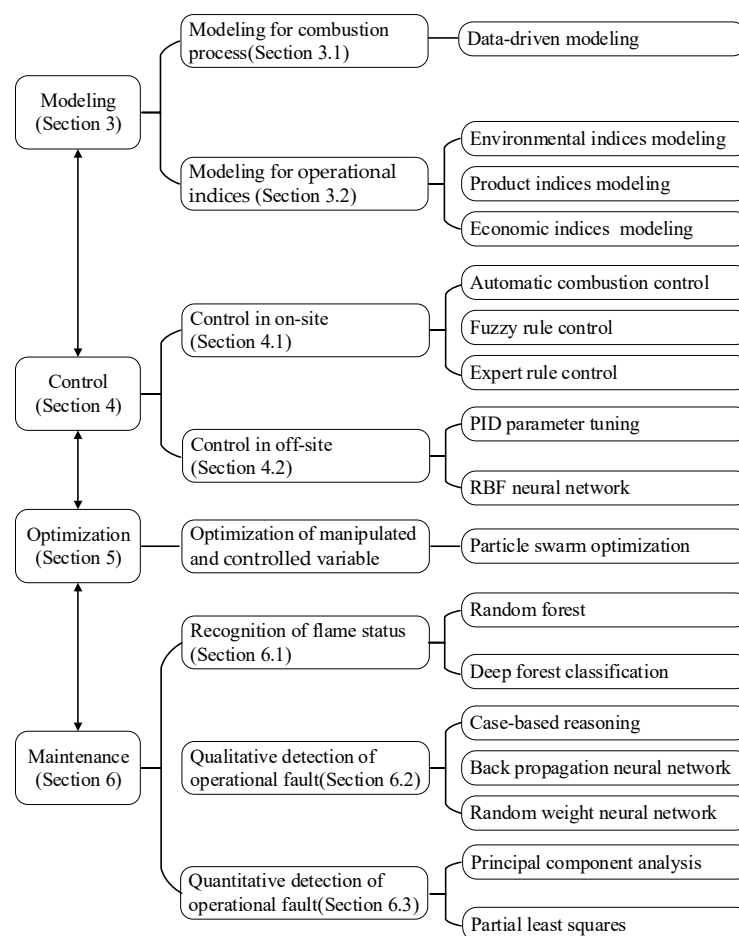 Modeling
(Section 3)
Modeling for combustion
process(Section 3.1)
Data-driven modeling
Modeling for operational
indices (Section 3.2)
Environmental indices modeling
Product indices modeling
Economic indices  modeling
Control
(Section 4)
Control in on-site
(Section 4.1)
Automatic combustion control
Fuzzy rule control
Expert rule control
Control in off-site
(Section 4.2)
PID parameter tuning
RBF neural network
Optimization
(Section 5)
Optimization of manipulated
and controlled variable
Particle swarm optimization
Maintenance
(Section 6)
Recognition of flame status
(Section 6.1)
Random forest
Deep forest classification
Qualitative detection of
operational fault(Section 6.2)
Case-based reasoning
Back propagation neural network
Random weight neural network
Quantitative detection of
operational fault(Section 6.3)
Principal component analysis
Partial least squares